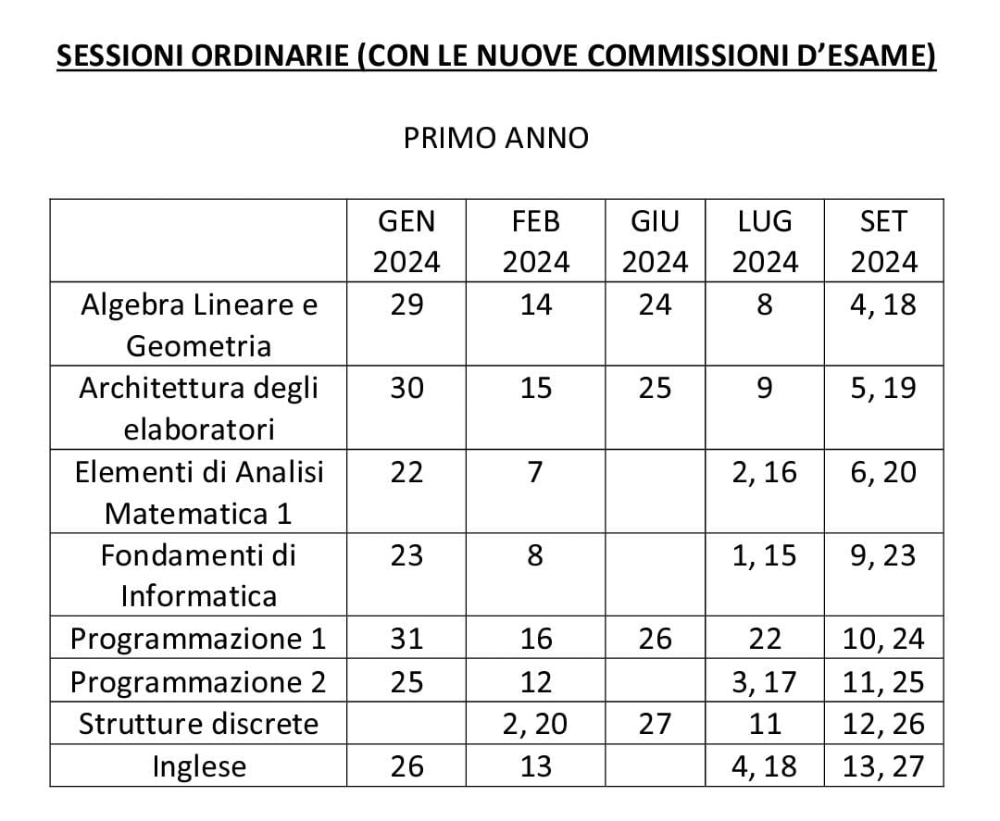 SESSIONI ORDINARIE (CON LE NUOVE COMMISSIONI D’ESAME)
PRIMO ANNO
GEN 2024 FEB 2024 GIU 2024 LUG 2024 SET 2024
Algebra Lineare e Geometria 29 14 24 8 4, 18
Architettura degli elaboratori 30 15 25 9 5, 19
Elementi di Analisi Matematica 1 22 7 2, 16 6, 20
Fondamenti di Informatica 23 8 1, 15 9, 23
Programmazione 1 31 16 26 22 10, 24
Programmazione 2 25 12 3, 17 11, 25
Strutture discrete 2, 20 27 11 12, 26
Inglese 26 13 4, 18 13, 27